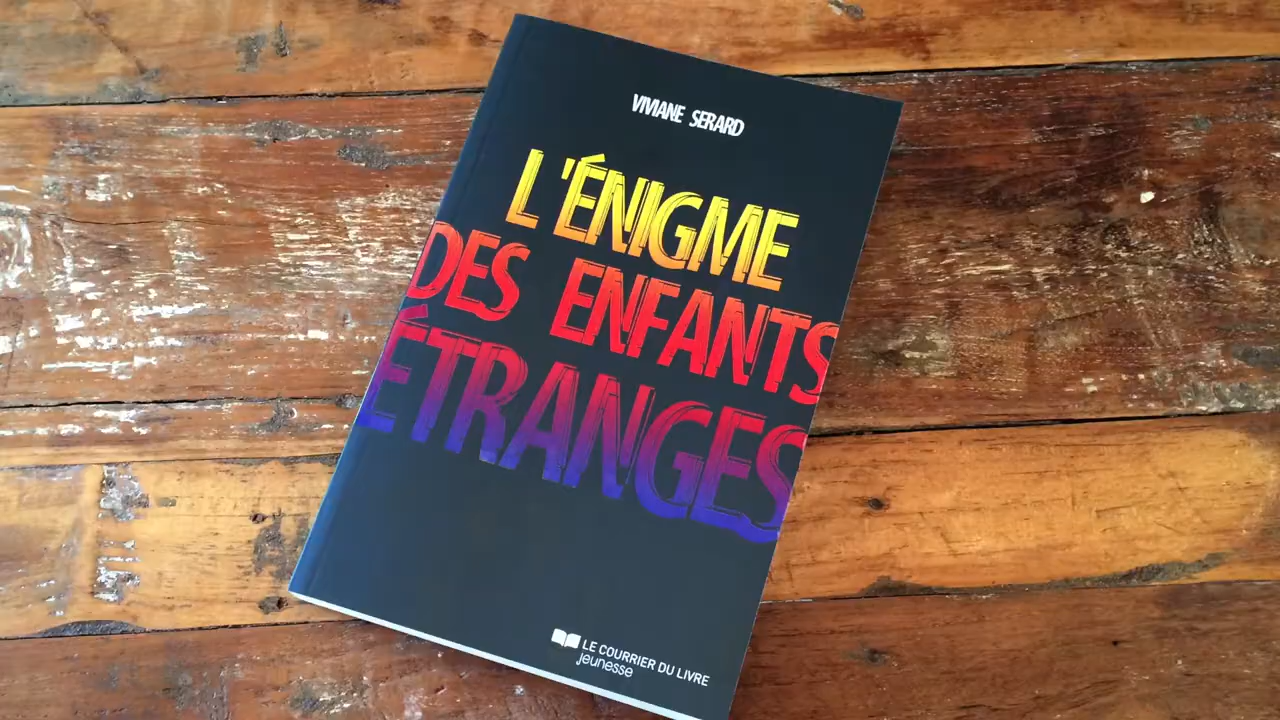 VIVIANE SERARD
L'ÉNIGME
DES ENFANTS
ÉTRANGES
LE COURRIER DU LIVRE
jeunesse